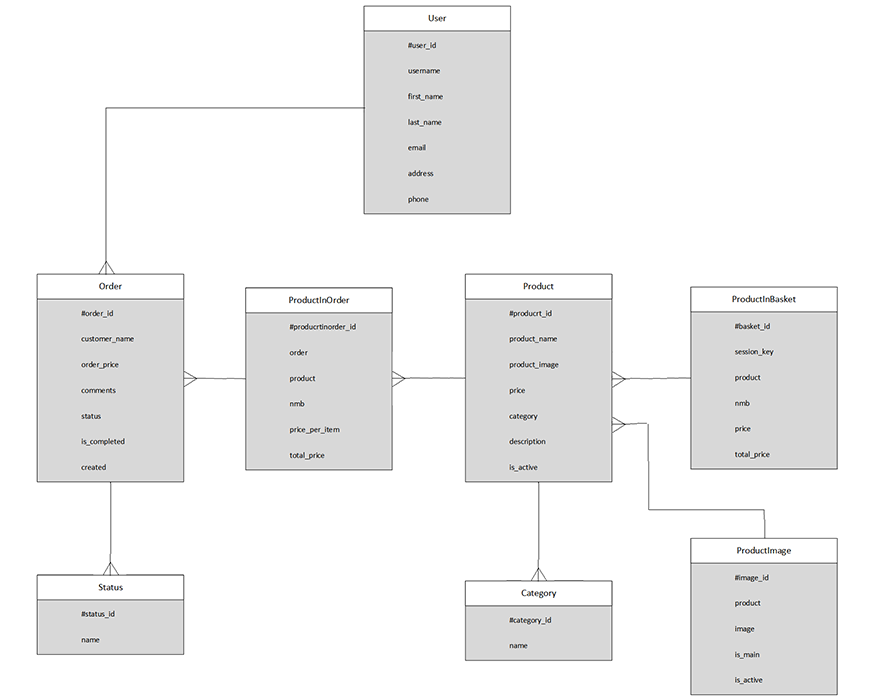 User
#user_id
username
first_name
last_name
email
address
phone
Order
#order_id
customer_name
order_price
comments
status
is_completed
created
ProductInOrder
#producrtinorder_id
order
product
nmb
price_per_item
total_price
Product
#producrt_id
product_name
product_image
price
category
description
is_active
ProductInBasket
#basket_id
session_key
product
nmb
price
total_price
Status
#status_id
name
Category
#category_id
name
ProductImage
#image_id
product
image
is_main
is_active